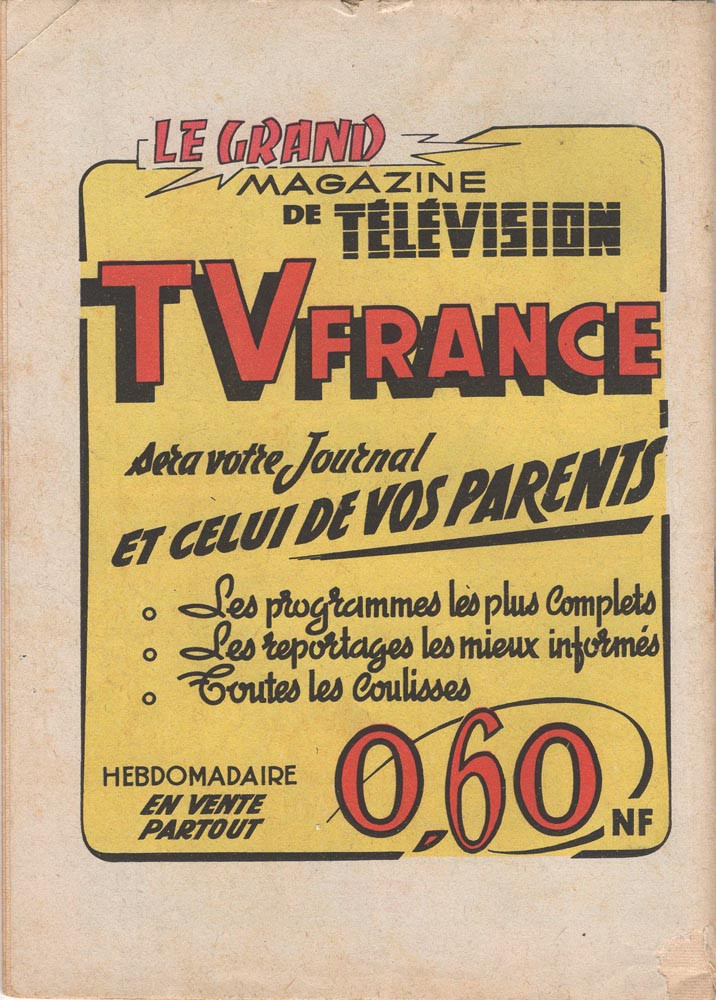 LE GRAND
MAGAZINE
DE TÉLÉVISION
TV FRANCE
sera votre Journal
ET CELUI DE VOS PARENTS
Les programmes les plus Complets
Les reportages les mieux informés
Toutes les Coulisses
HEBDOMADAIRE
EN VENTE
PARTOUT
0,60 NF